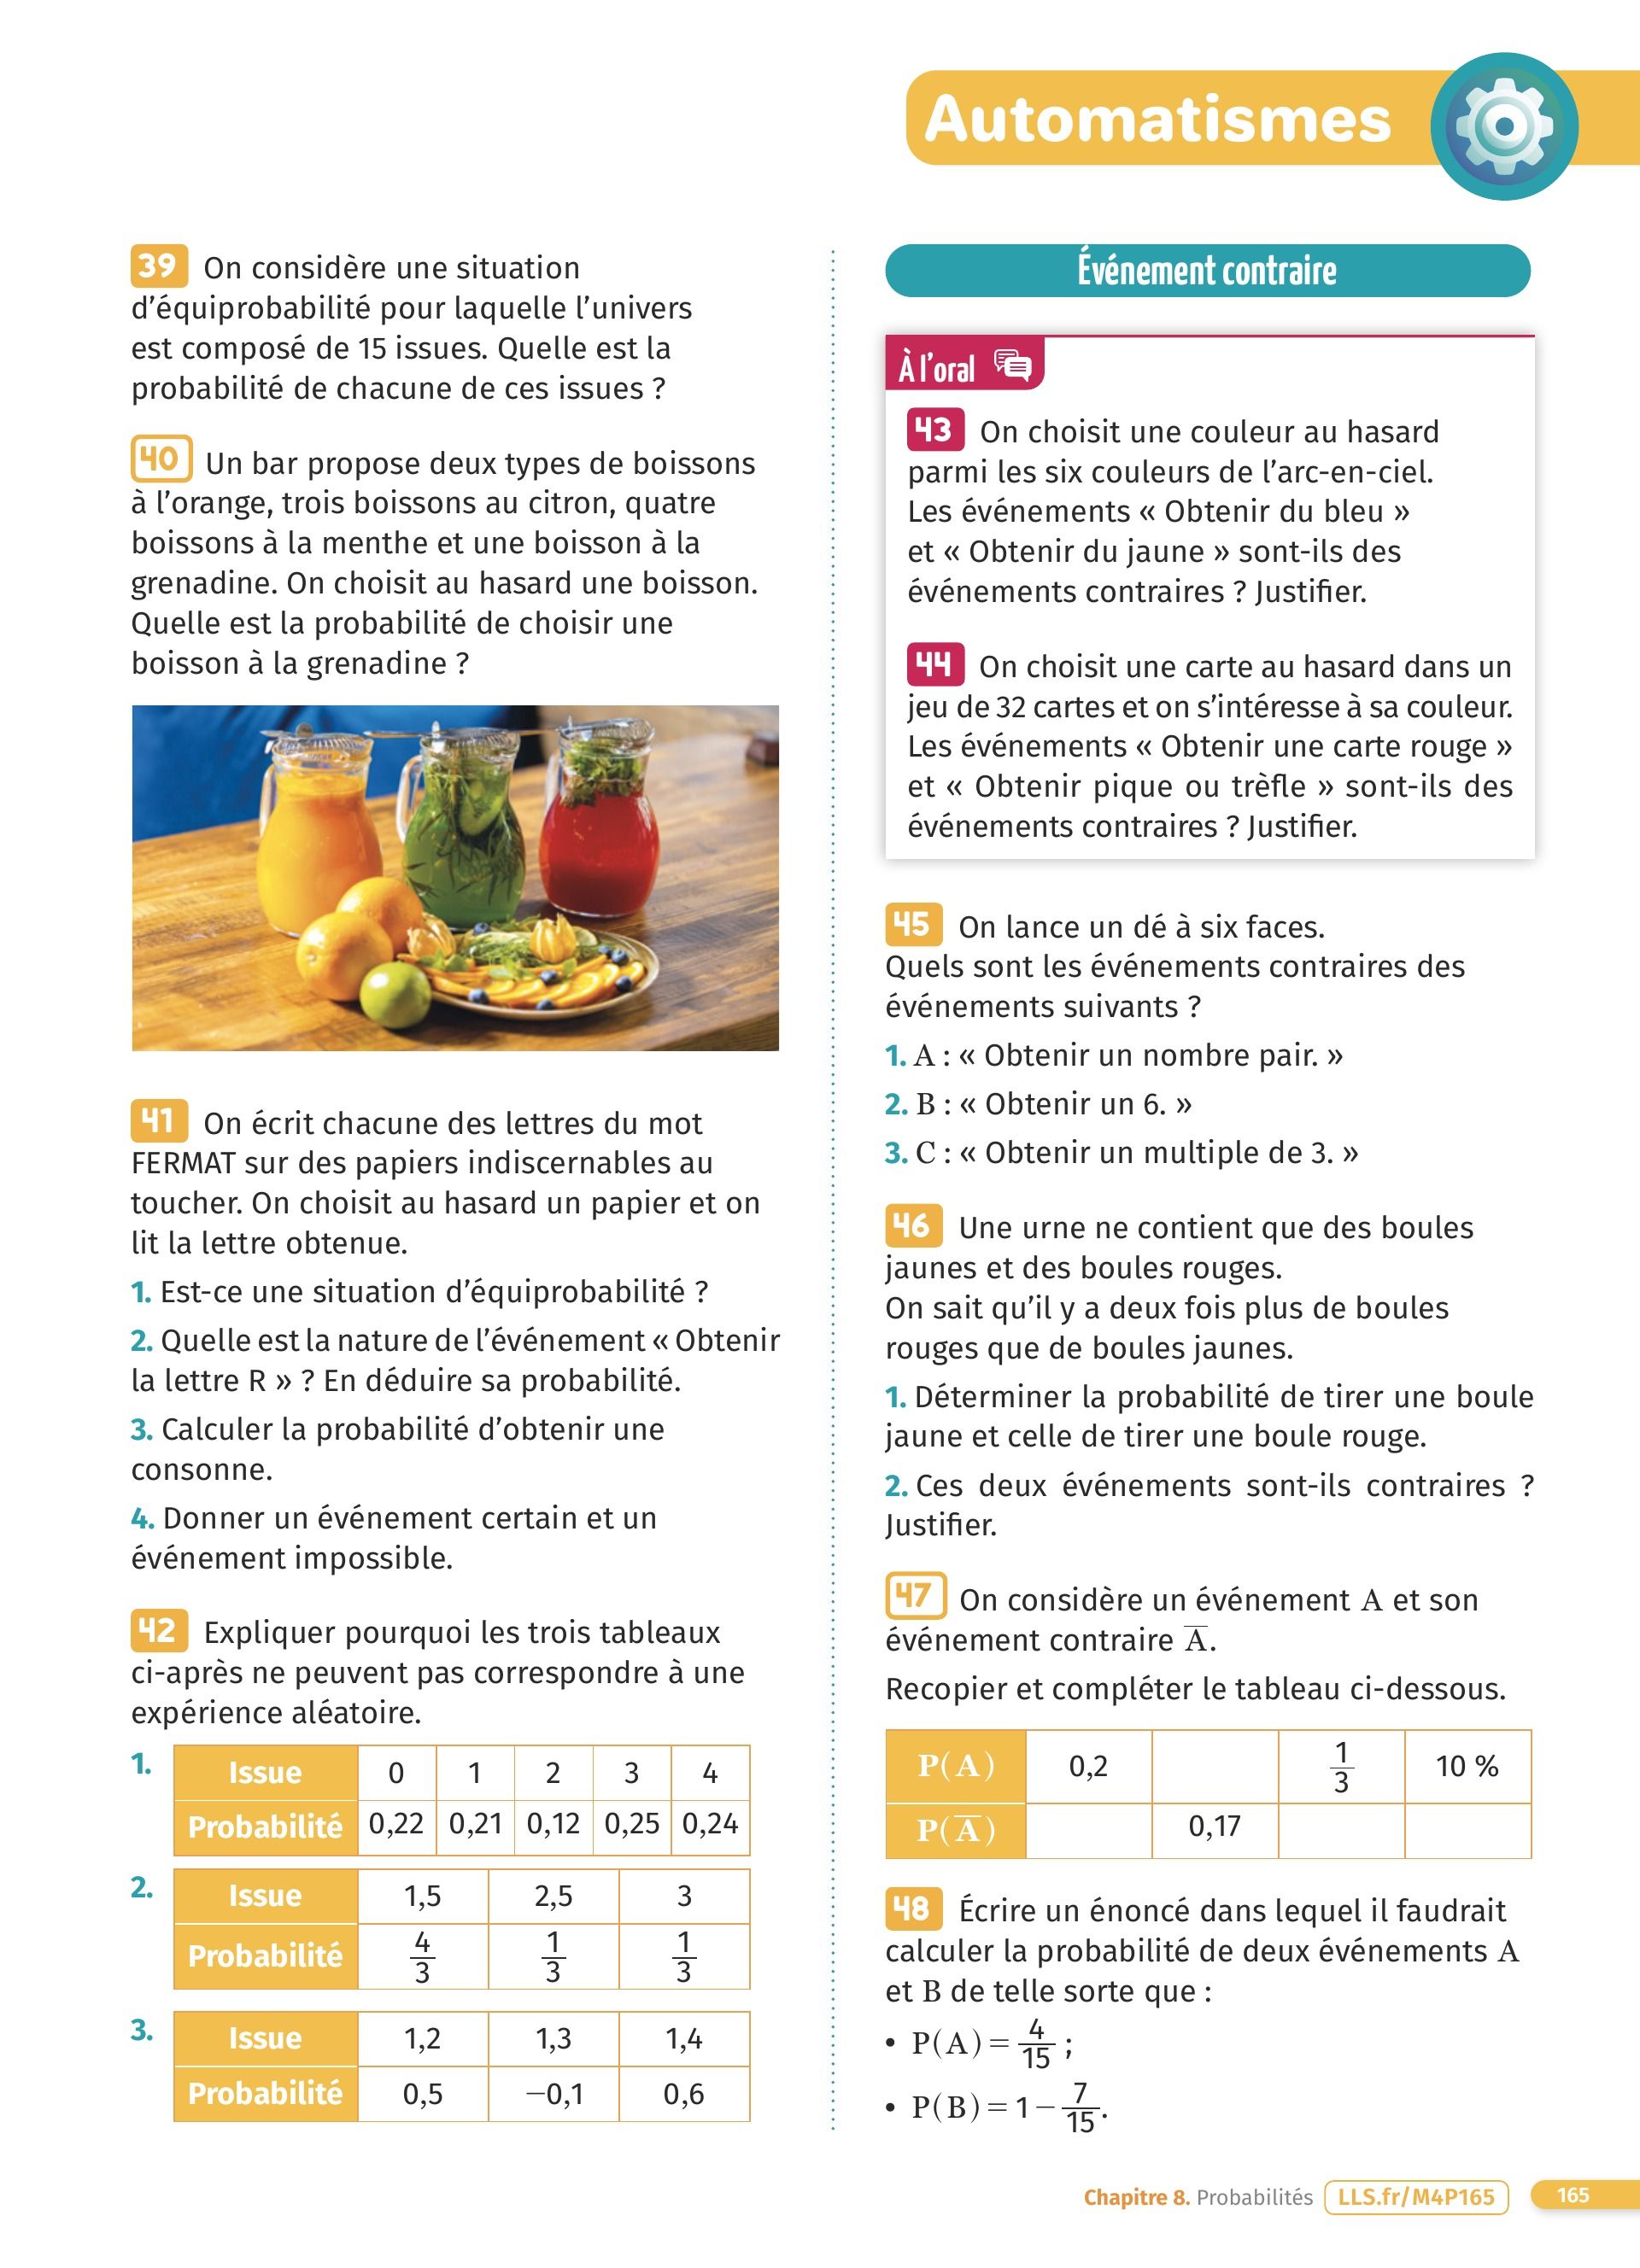 Automatismes
39 On considère une situation
d’équiprobabilité pour laquelle l’univers
est composé de 15 issues. Quelle est la
probabilité de chacune de ces issues ?
40 Un bar propose deux types de boissons
à l’orange, trois boissons au citron, quatre
boissons à la menthe et une boisson à la
grenadine. On choisit au hasard une boisson.
Quelle est la probabilité de choisir une
boisson à la grenadine ?
41 On écrit chacune des lettres du mot
FERMAT sur des papiers indiscernables au
toucher. On choisit au hasard un papier et on
lit la lettre obtenue.
1. Est-ce une situation d’équiprobabilité ?
2. Quelle est la nature de l’événement « Obtenir
la lettre R » ? En déduire sa probabilité.
3. Calculer la probabilité d’obtenir une
consonne.
4. Donner un événement certain et un
événement impossible.
42 Expliquer pourquoi les trois tableaux
ci-après ne peuvent pas correspondre à une
expérience aléatoire.
1. Issue 0 1 2 3 4
Probabilité 0,22 0,21 0,12 0,25 0,24
2. Issue 1,5 2,5 3
Probabilité 4/3 1/3 1/3
3. Issue 1,2 1,3 1,4
Probabilité 0,5 −0,1 0,6
Événement contraire
À l’oral
43 On choisit une couleur au hasard
parmi les six couleurs de l’arc-en-ciel.
Les événements « Obtenir du bleu »
et « Obtenir du jaune » sont-ils des
événements contraires ? Justifier.
44 On choisit une carte au hasard dans un
jeu de 32 cartes et on s’intéresse à sa couleur.
Les événements « Obtenir une carte rouge »
et « Obtenir pique ou trèfle » sont-ils des
événements contraires ? Justifier.
45 On lance un dé à six faces.
Quels sont les événements contraires des
événements suivants ?
1. A : « Obtenir un nombre pair. »
2. B : « Obtenir un 6. »
3. C : « Obtenir un multiple de 3. »
46 Une urne ne contient que des boules
jaunes et des boules rouges.
On sait qu’il y a deux fois plus de boules
rouges que de boules jaunes.
1. Déterminer la probabilité de tirer une boule
jaune et celle de tirer une boule rouge.
2. Ces deux événements sont-ils contraires ?
Justifier.
47 On considère un événement A et son
événement contraire A̅.
Recopier et compléter le tableau ci-dessous.
P(A) 0,2 1/3 10 %
P(A̅) 0,17
48 Écrire un énoncé dans lequel il faudrait
calculer la probabilité de deux événements A
et B de telle sorte que :
• P(A) = 4/15 ;
• P(B) = 1 − 7/15.
Chapitre 8. Probabilités LLS.fr/M4P165 165